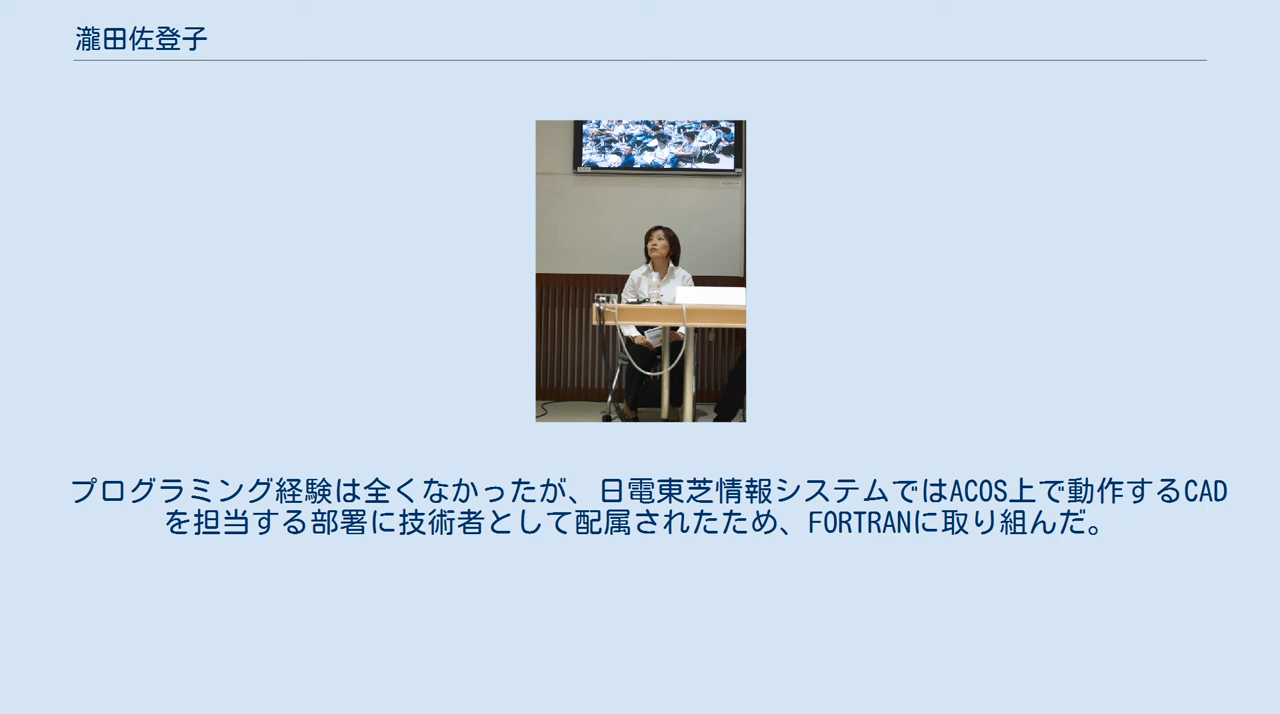 瀧田佐登子
プログラミング経験は全くなかったが、日電東芝情報システムではACOS上で動作するCAD
を担当する部署に技術者として配属されたため、FORTRANに取り組んだ。